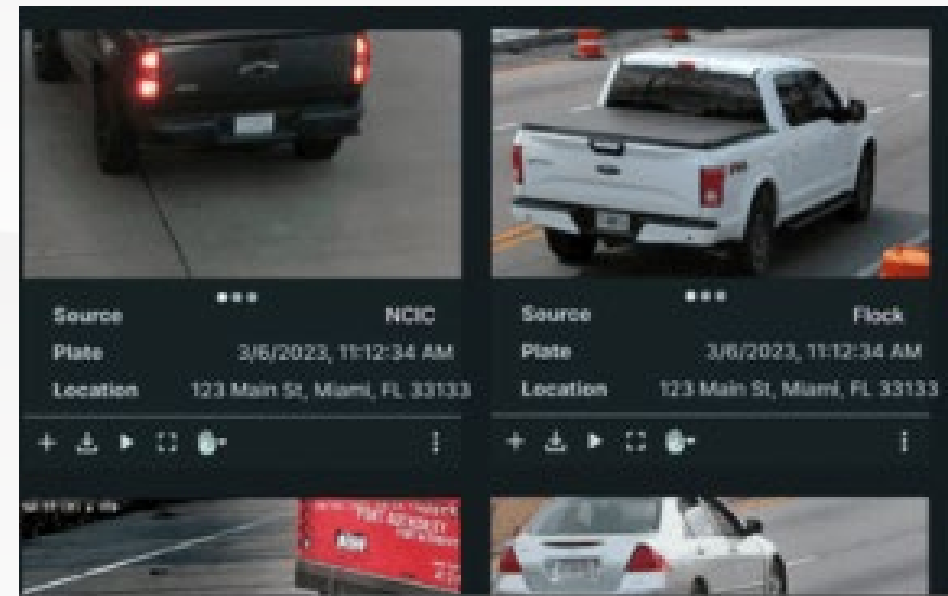 Source NCIC
Plate 3/6/2023, 11:12:34 AM
Location 123 Main St, Miami, FL 33133
Source Flock
Plate 3/6/2023, 11:12:34 AM
Location 123 Main St, Miami, FL 33133